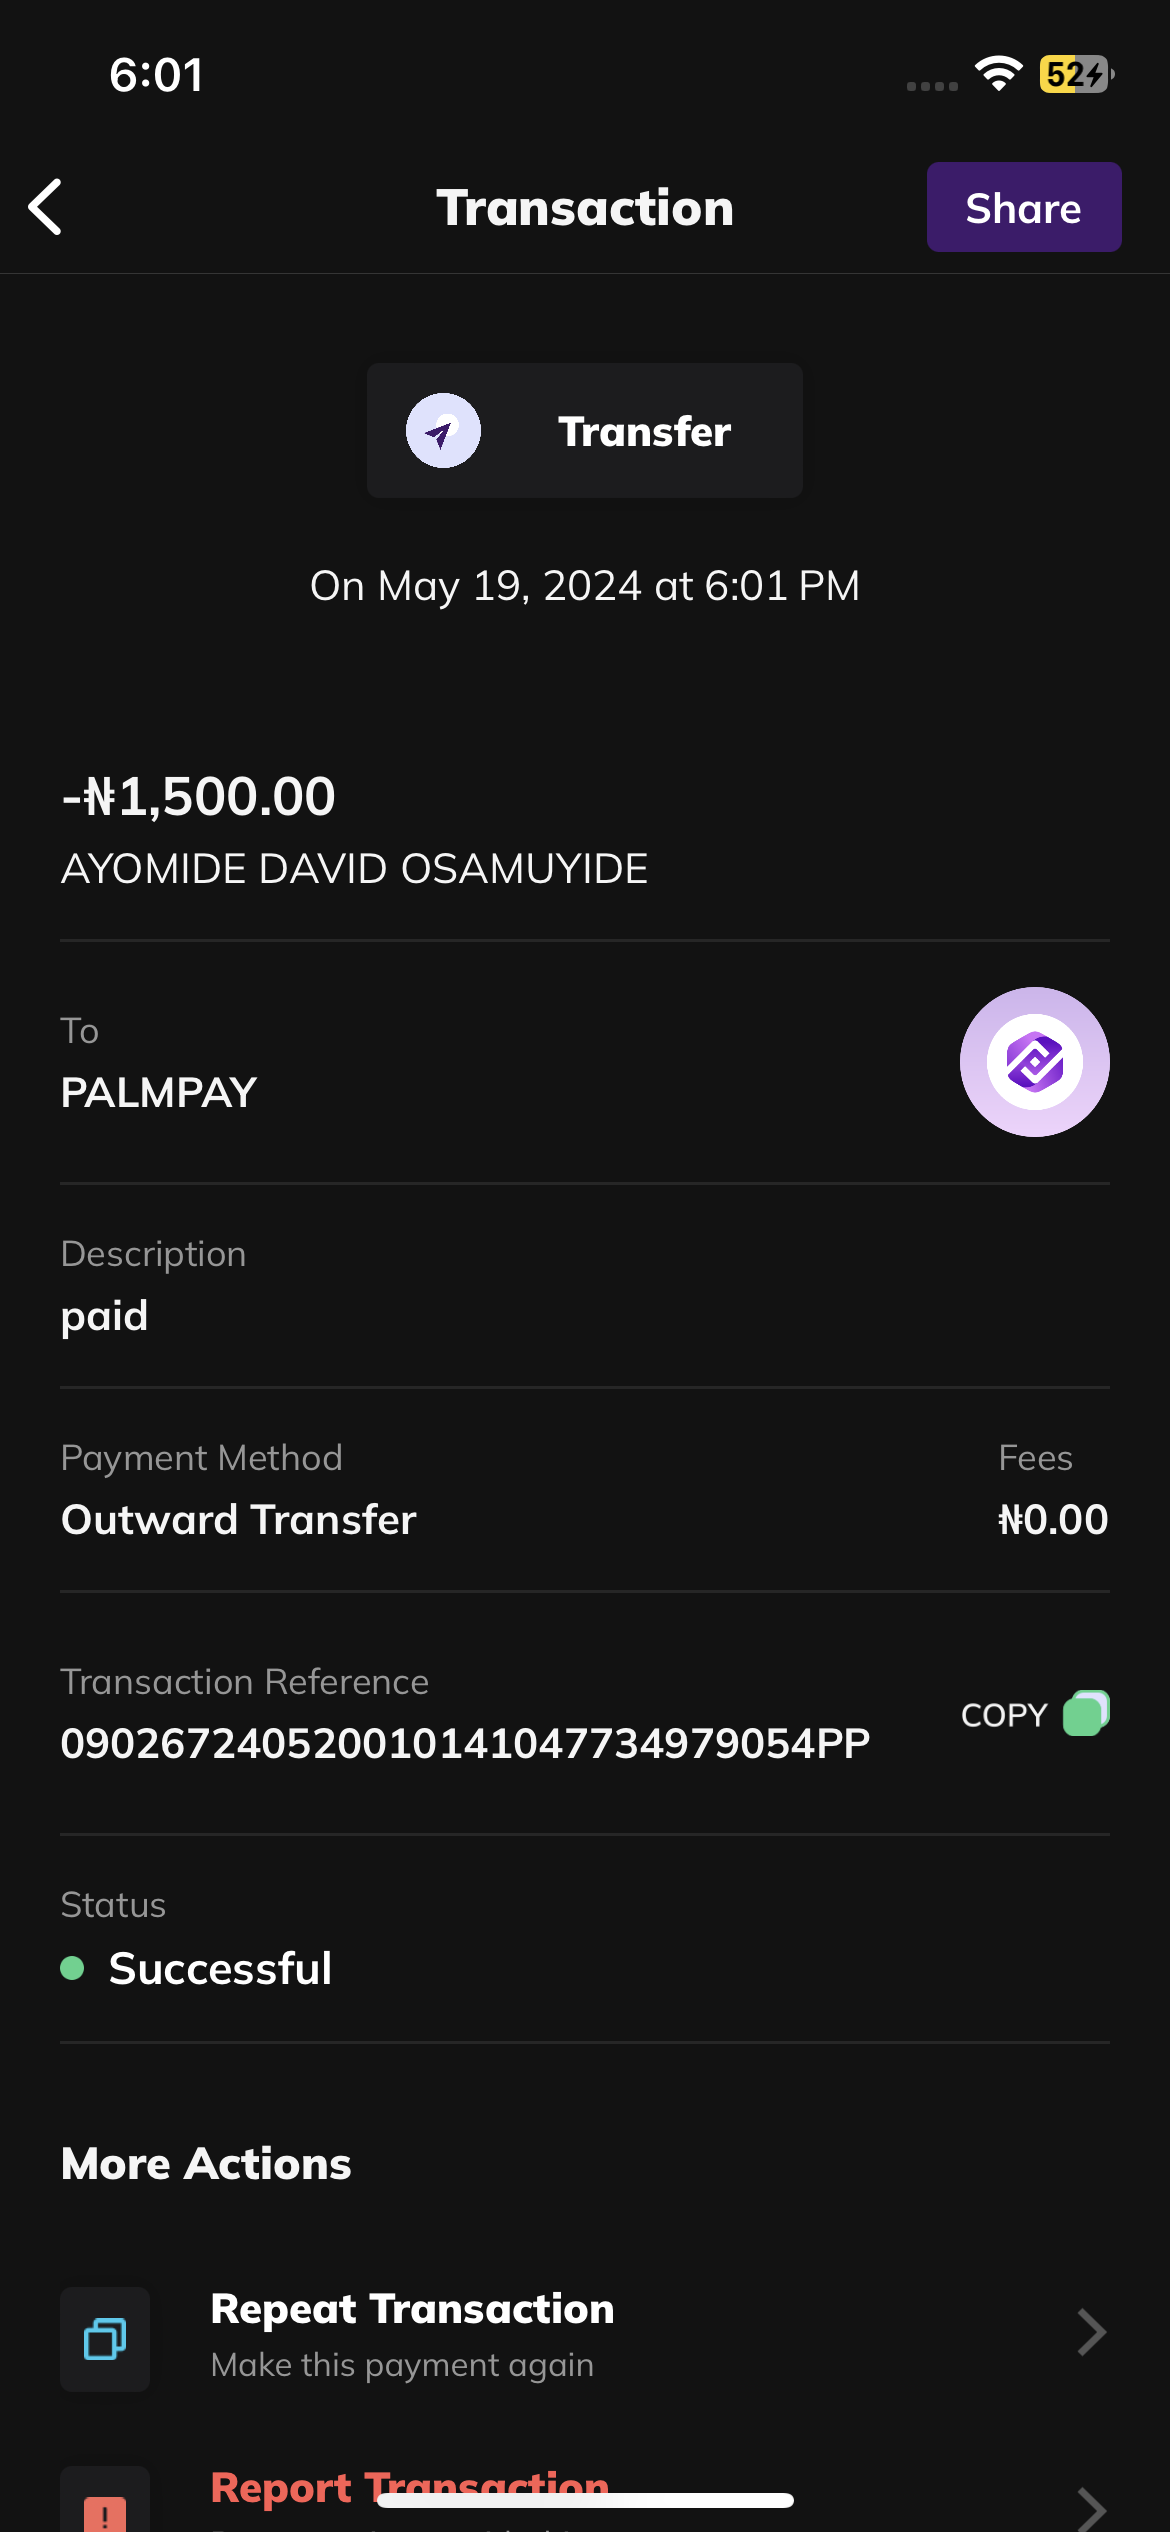 6:01
52
Transaction
Share
Transfer
On May 19, 2024 at 6:01 PM
-₦1,500.00
AYOMIDE DAVID OSAMUYIDE
To
PALMPAY
Description
paid
Payment Method
Fees
Outward Transfer
₦0.00
Transaction Reference
090267240520010141047734979054PP
COPY
Status
Successful
More Actions
Repeat Transaction
Make this payment again
Report Transaction